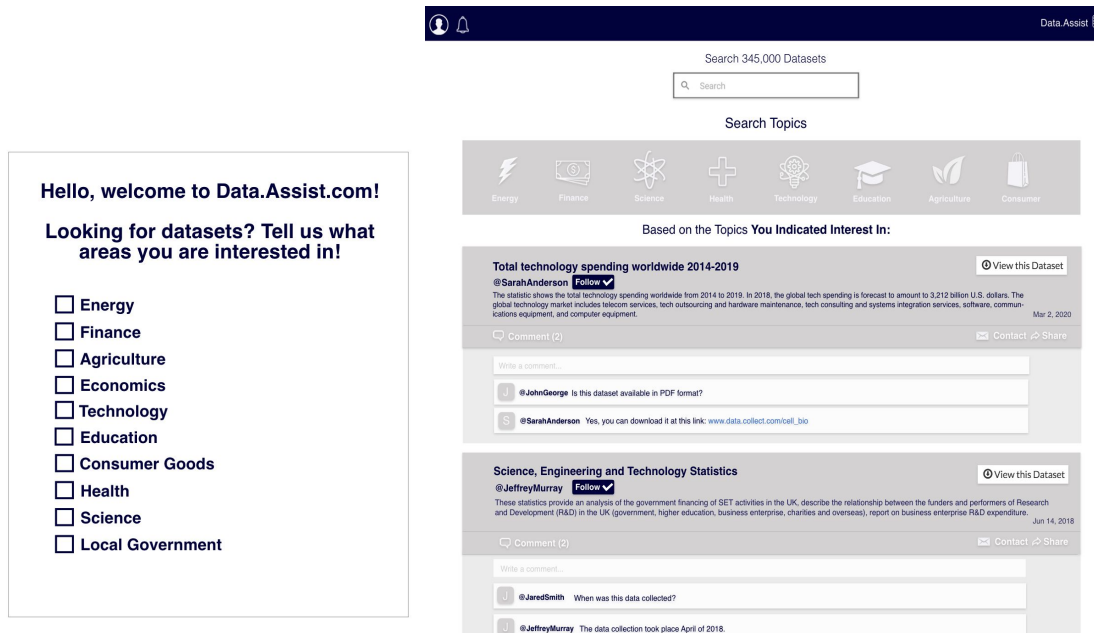 Hello, welcome to Data.Assist.com!
Looking for datasets? Tell us what
areas you are interested in!
Energy
Finance
Agriculture
Economics
Technology
Education
Consumer Goods
Health
Science
Local Government
Data.Assist
Search 345,000 Datasets
Search
Search Topics
Energy Finance Science Health Technology Education Agriculture Consumer
Based on the Topics You Indicated Interest In:
Total technology spending worldwide 2014-2019
View this Dataset
@SarahAnderson Follow
The statistic shows the total technology spending worldwide from 2014 to 2019. In 2018, the global tech spending is forecast to amount to 3,212 billion U.S. dollars. The
global technology market includes telecom services, tech outsourcing and hardware maintenance, tech consulting and systems integration services, software, commun-
ications equipment, and computer equipment.
Mar 2, 2020
Comment (2) Contact Share
Write a comment...
J @JohnGeorge Is this dataset available in PDF format?
S @SarahAnderson Yes, you can download it at this link: www.data.collect.com/cell_bio
Science, Engineering and Technology Statistics
View this Dataset
@JeffreyMurray Follow
These statistics provide an analysis of the government financing of SET activities in the UK, describe the relationship between the funders and performers of Research
and Development (R&D) in the UK (government, higher education, business enterprise, charities and overseas), report on business enterprise R&D expenditure.
Jun 14, 2018
Comment (2) Contact Share
Write a comment...
J @JaredSmith When was this data collected?
J @JeffreyMurray The data collection took place April of 2018.